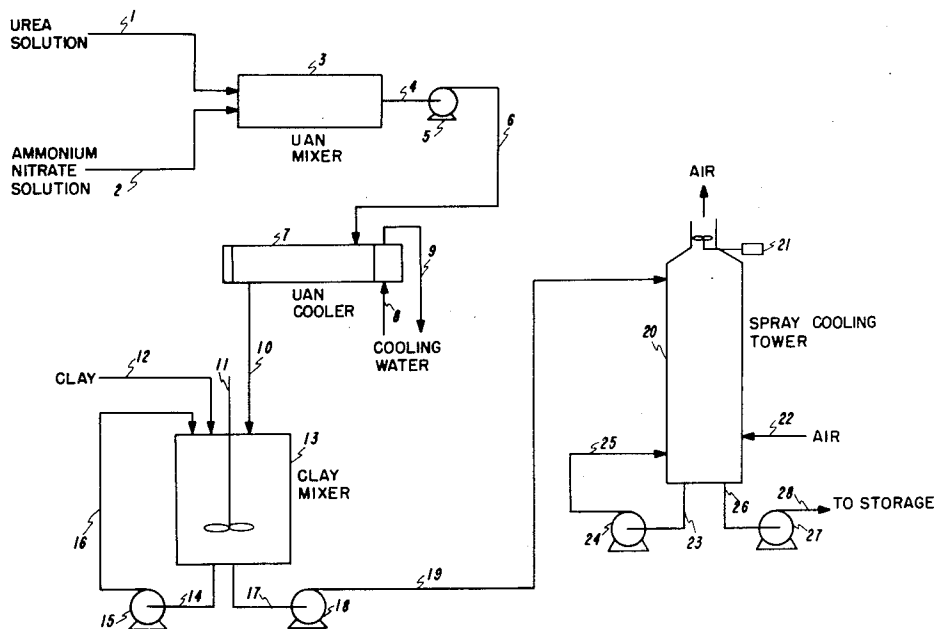 UREA
SOLUTION
1
3
4
5
6
UAN
MIXER
AMMONIUM
NITRATE
SOLUTION
2
7
9
UAN
COOLER
8
COOLING
WATER
10
11
12
CLAY
13
CLAY
MIXER
14
15
16
17
18
19
AIR
21
20
SPRAY COOLING
TOWER
22
AIR
25
23
24
26
27
28
TO STORAGE